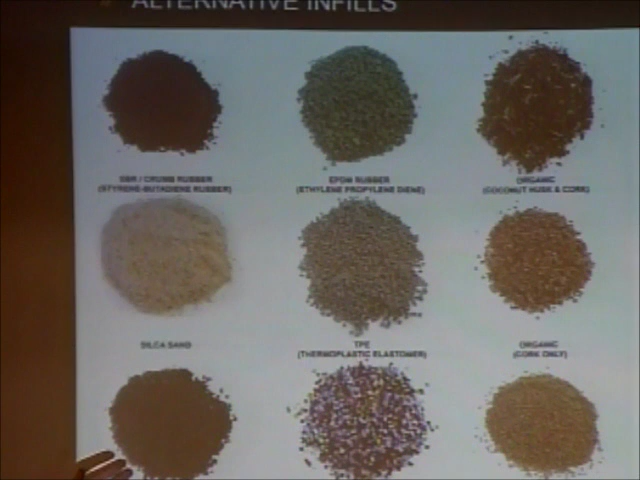 ALTERNATIVE INFILLS
SBR / CRUMB RUBBER
(STYRENE-BUTADIENE RUBBER)
EPDM RUBBER
(ETHYLENE PROPYLENE DIENE)
ORGANIC
(COCONUT HUSK & CORK)
SILCA SAND
TPE
(THERMOPLASTIC ELASTOMER)
ORGANIC
(CORK ONLY)